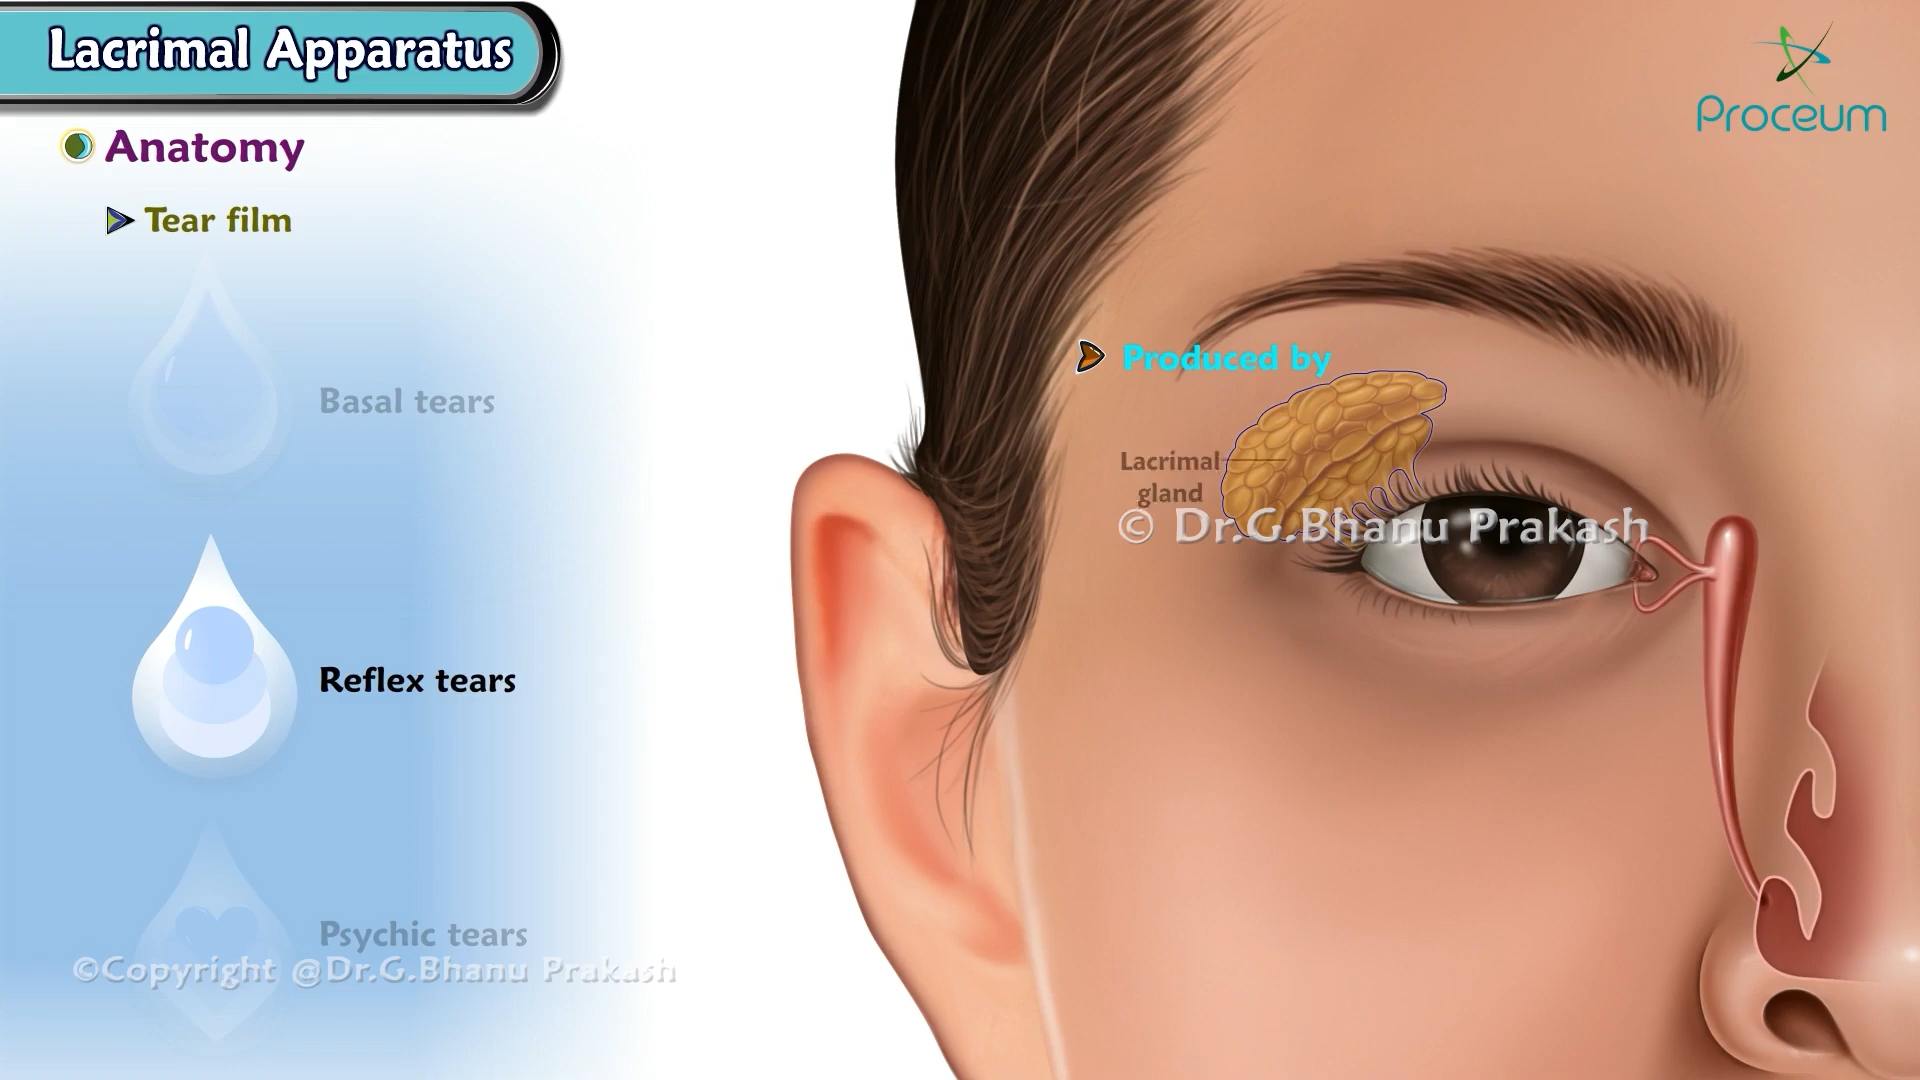 Lacrimal Apparatus
Proceum
Anatomy
Tear film
Produced by
Basal tears
Lacrimal
gland
© Dr.G.Bhanu Prakash
Reflex tears
Psychic tears
©Copyright @Dr.G.Bhanu Prakash